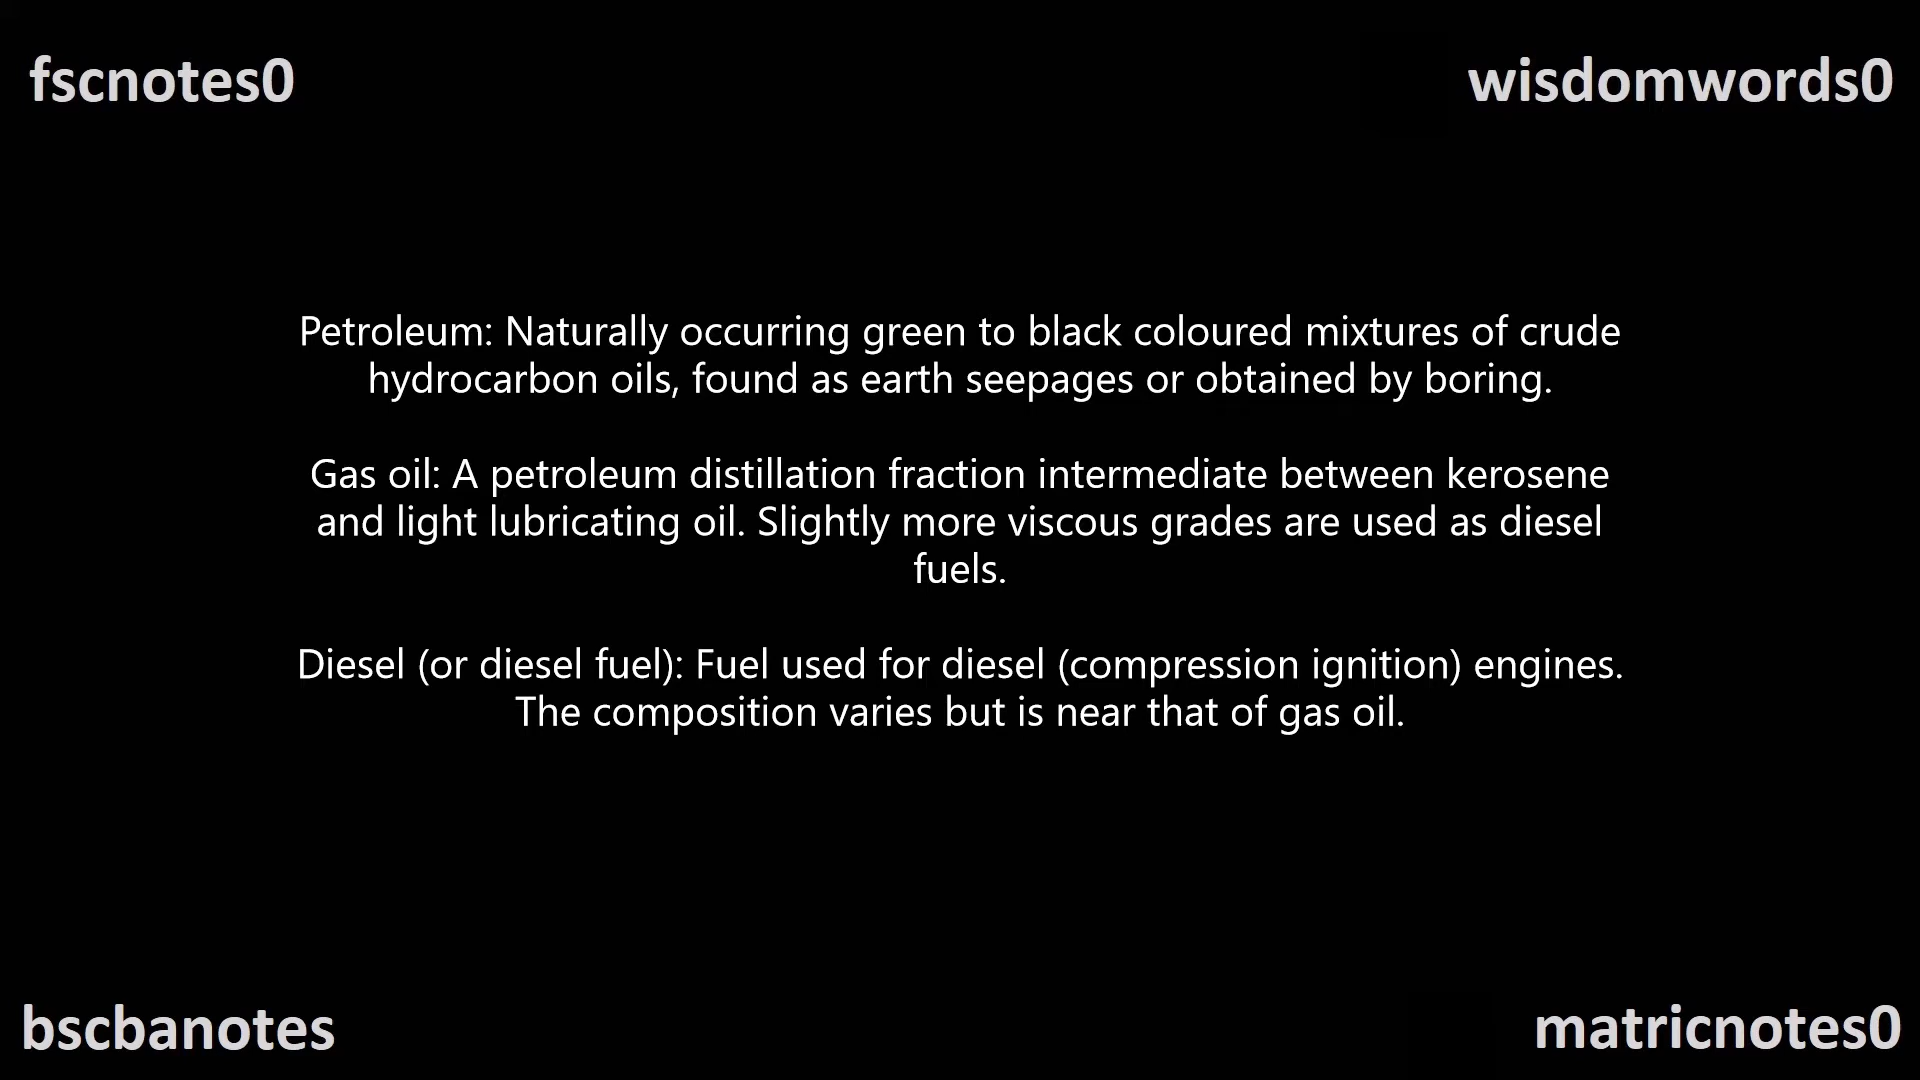 fscnotes0
wisdomwords0
Petroleum: Naturally occurring green to black coloured mixtures of crude
hydrocarbon oils, found as earth seepages or obtained by boring.
Gas oil: A petroleum distillation fraction intermediate between kerosene
and light lubricating oil. Slightly more viscous grades are used as diesel
fuels.
Diesel (or diesel fuel): Fuel used for diesel (compression ignition) engines.
The composition varies but is near that of gas oil.
bscbanotes
matricnotes0